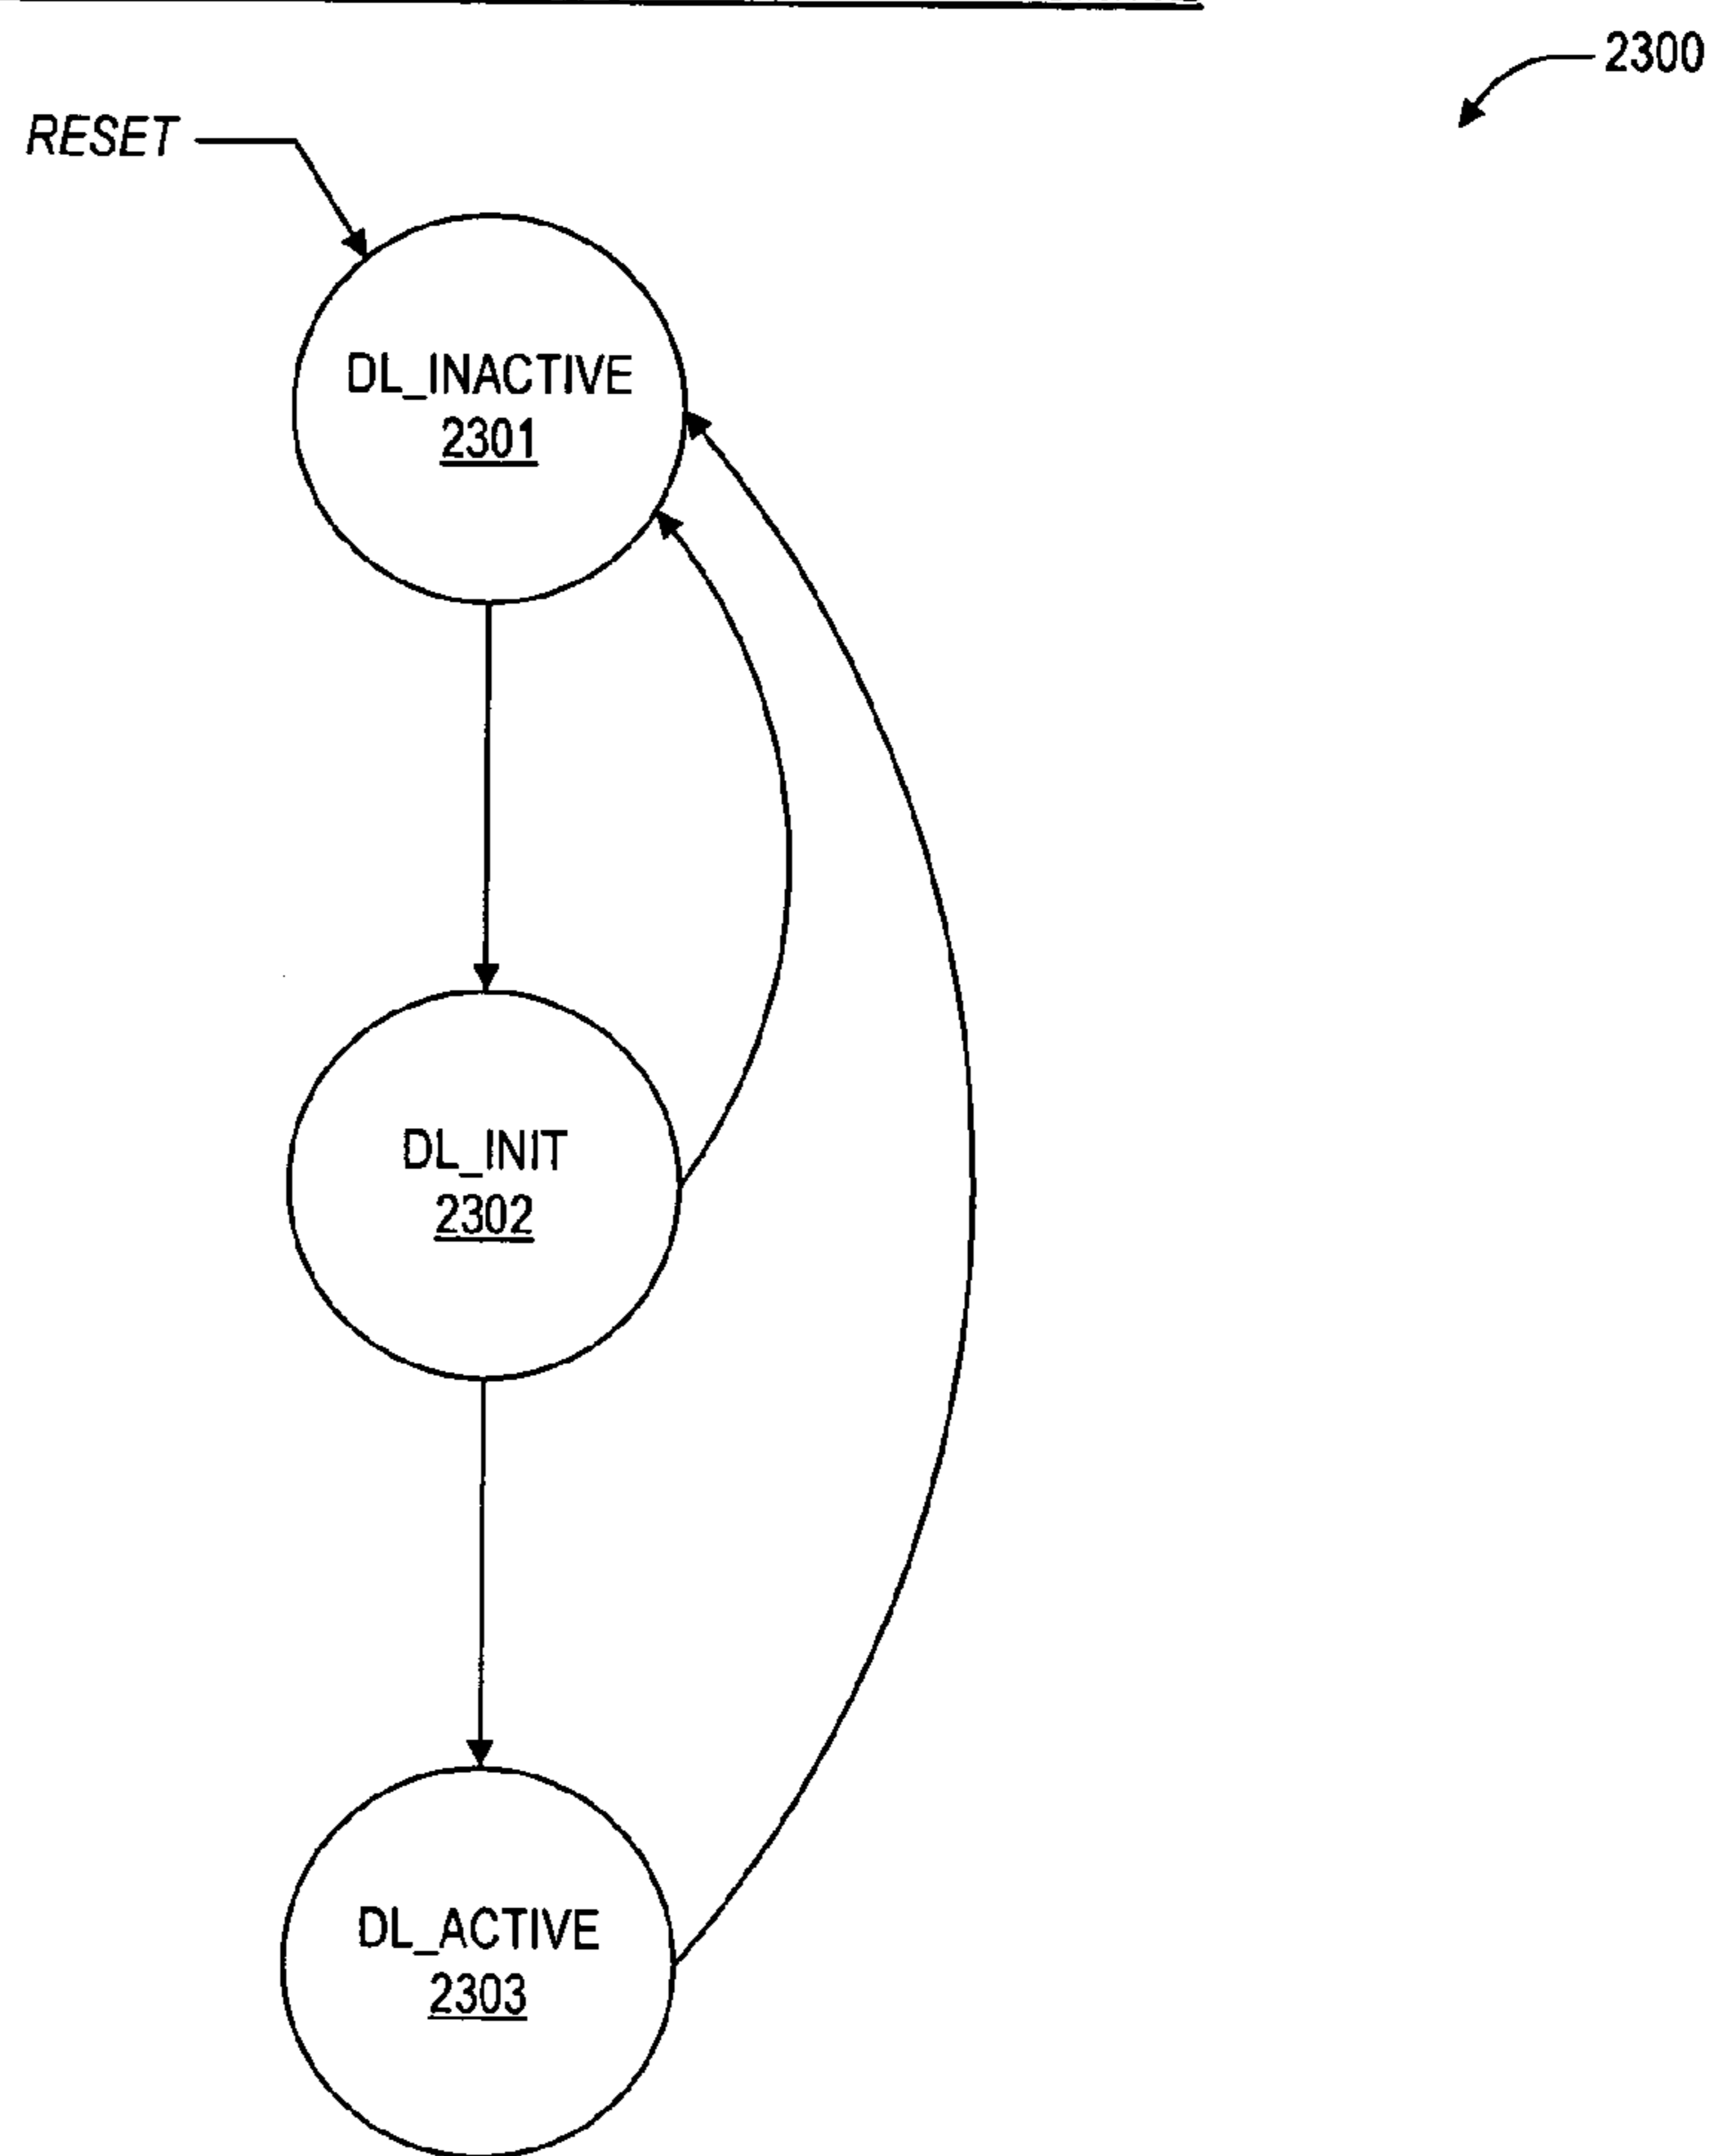 2300
RESET
DL_INACTIVE
2301
DL_INIT
2302
DL_ACTIVE
2303